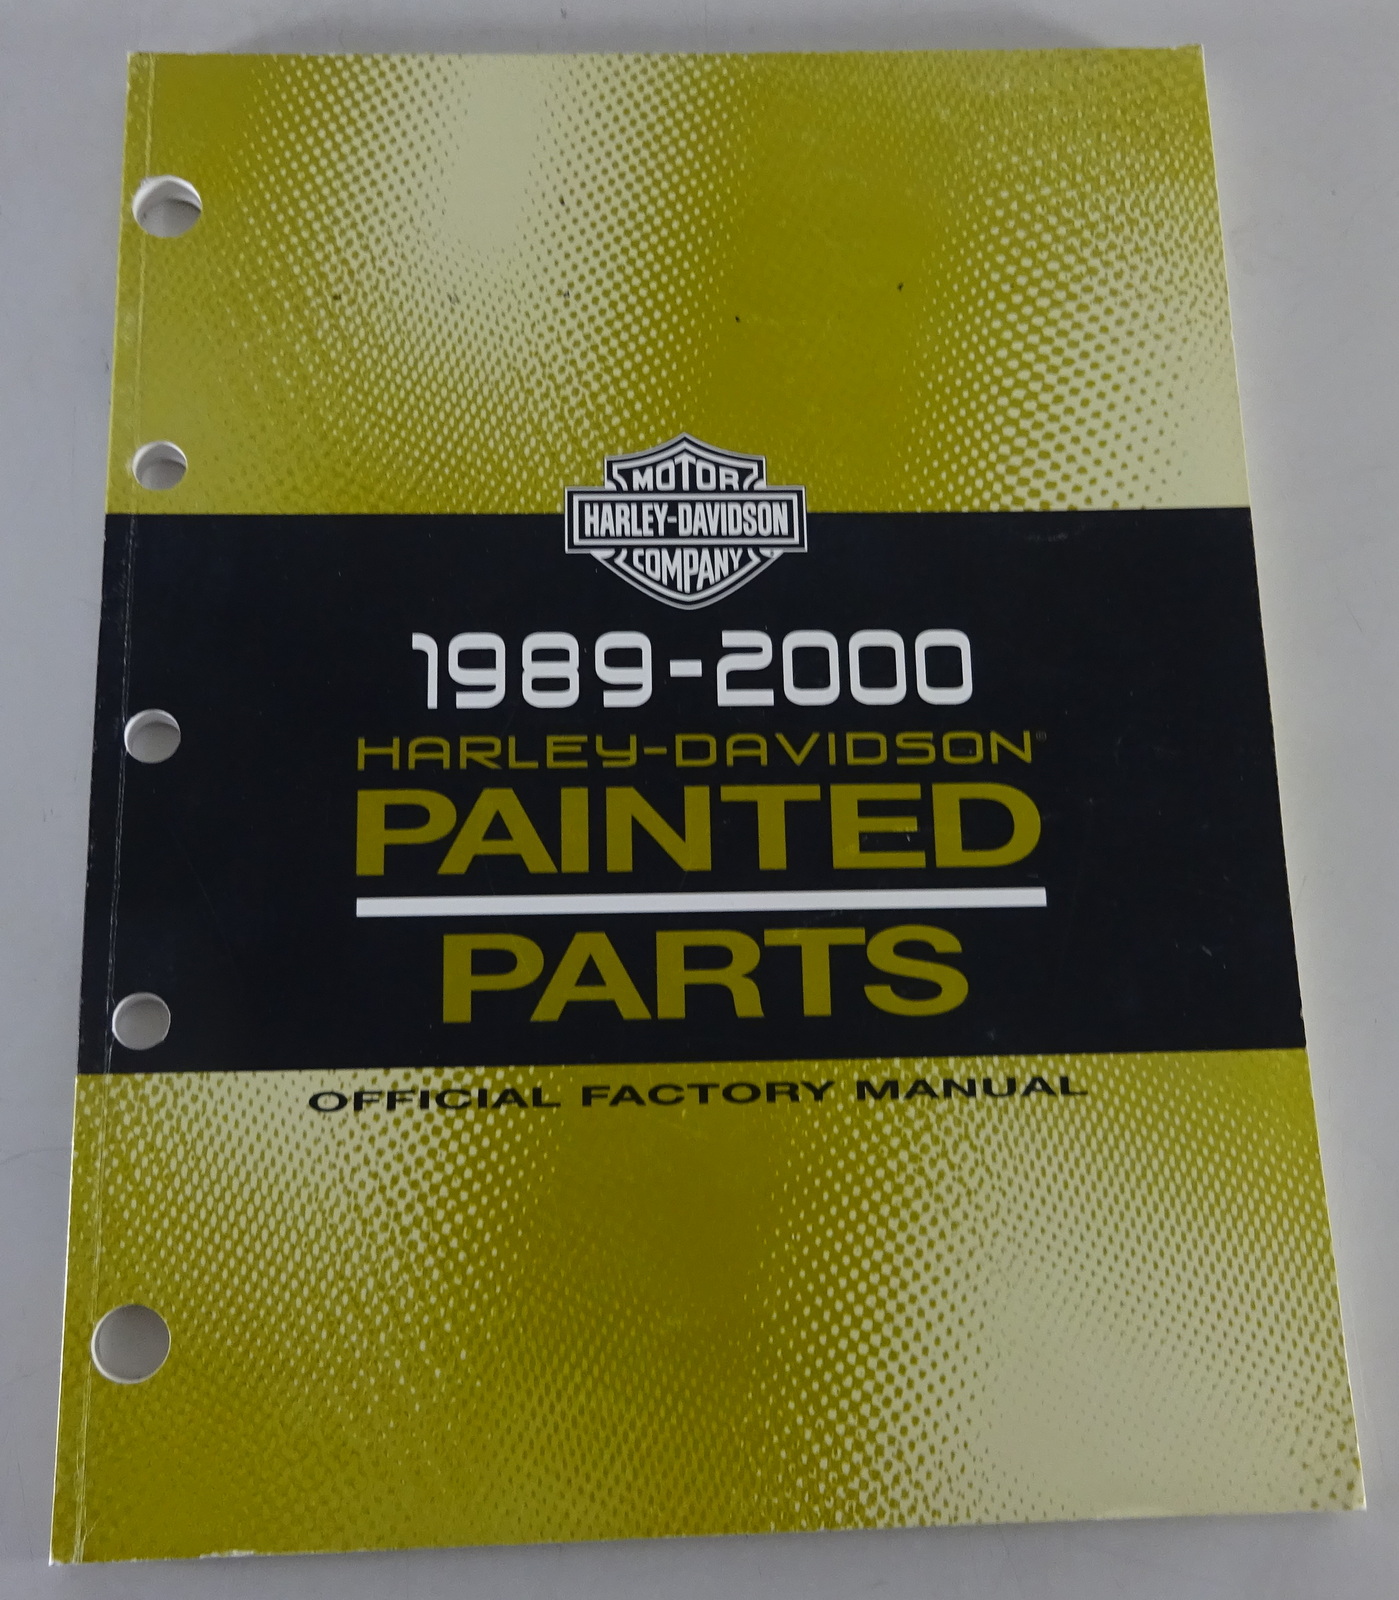 MOTOR
HARLEY-DAVIDSON
COMPANY
1989-2000
HARLEY-DAVIDSON®
PAINTED
PARTS
OFFICIAL FACTORY MANUAL